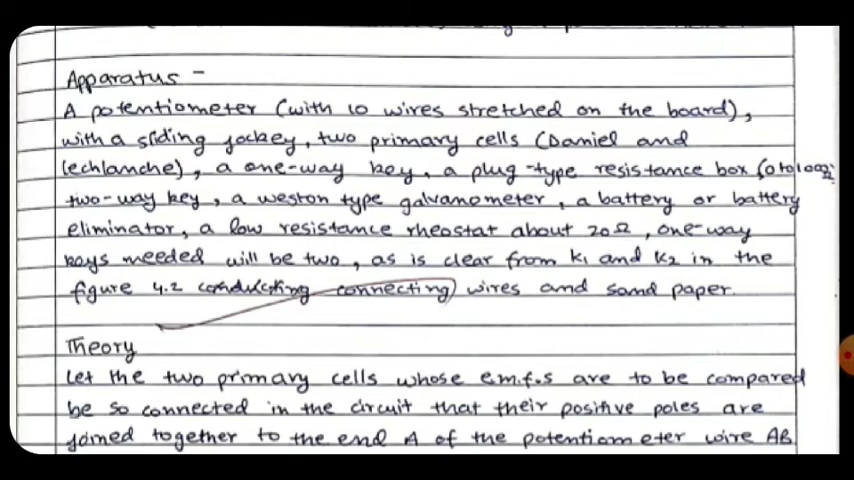 Apparatus -
A potentiometer (with 10 wires stretched on the board),
with a sliding jockey, two primary cells (Daniel and
lechlanche), a one-way key, a plug-type resistance box (0 to
two-way key, a weston type galvanometer, a battery or battery
eliminator, a low resistance rheostat about 20Ω, one-way
keys needed will be two, as is clear from K1 and K2 in the
figure 4.2 conducting connecting) wires and sand paper.
Theory
Let the two primary cells whose e.m.f.s are to be compared
be so connected in the circuit that their positive poles are
joined together to the end A of the potentiometer wire AB